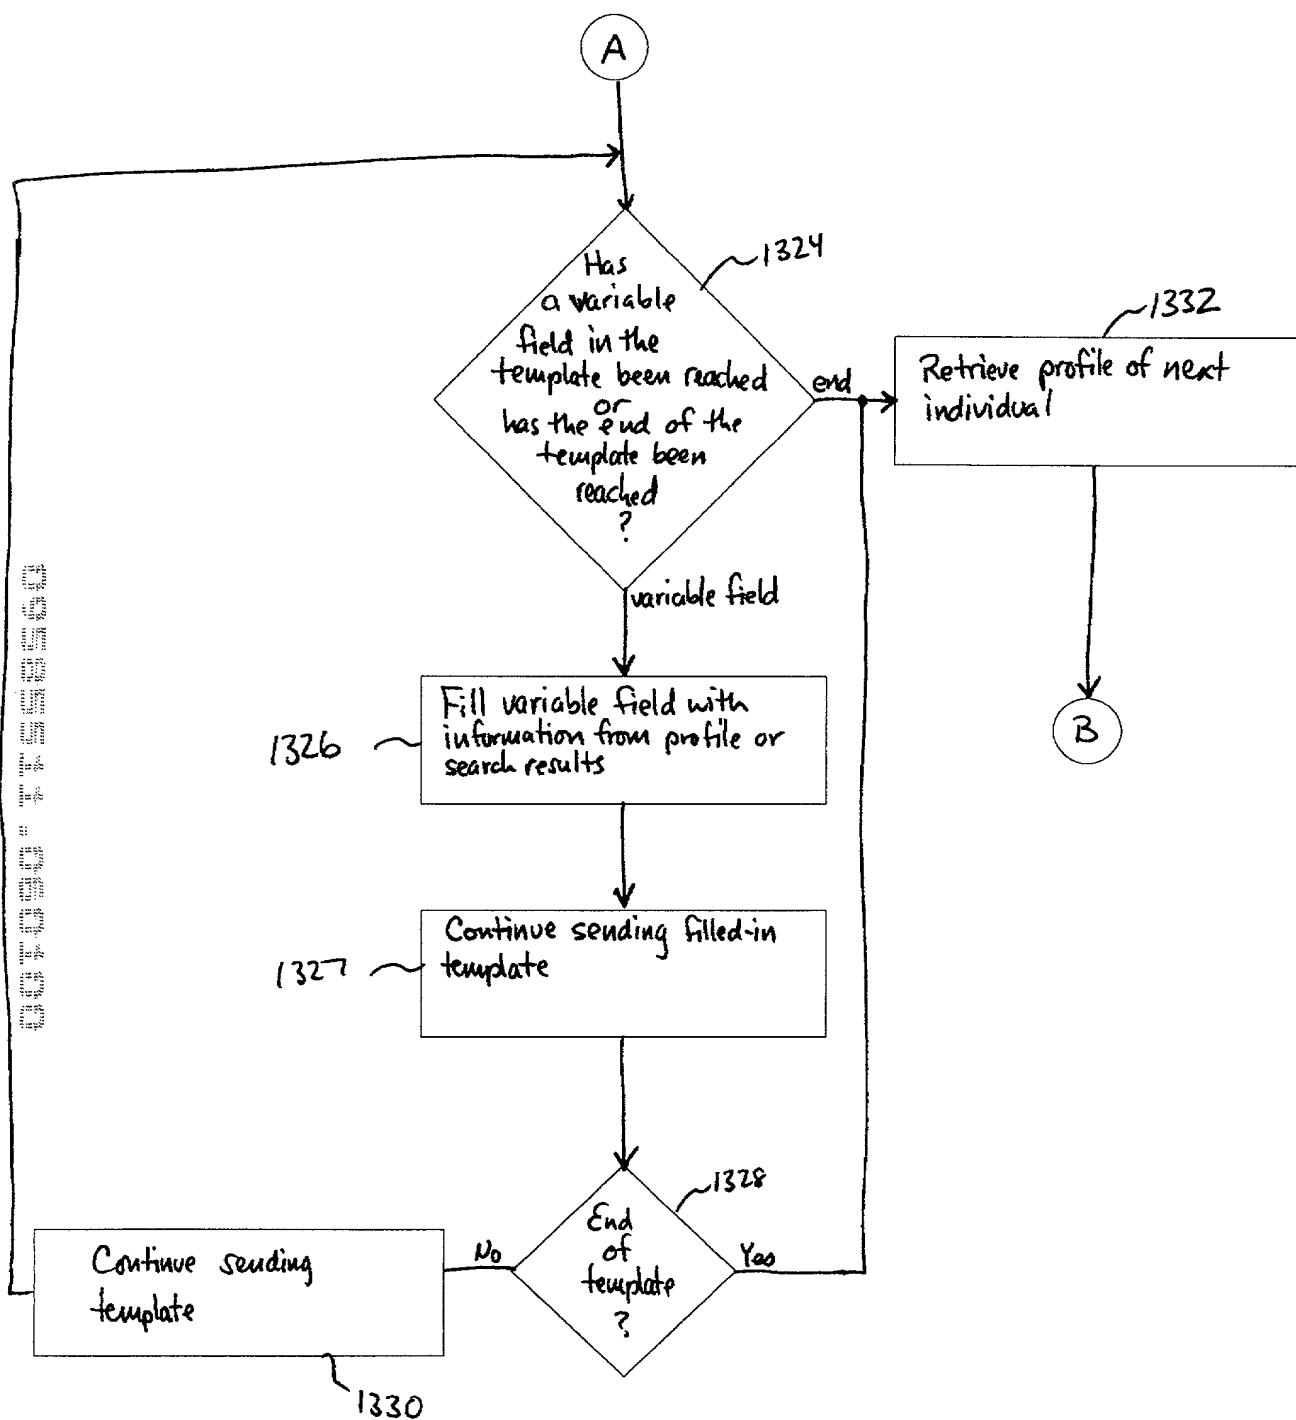 A
1324
Has
a variable
field in the
template been reached
or
has the end of the
template been
reached
?
end
1332
Retrieve profile of next
individual
variable field
B
1326
Fill variable field with
information from profile or
search results
1327
Continue sending filled-in
template
1328
End
of
template
?
No
Yes
Continue sending
template
1330